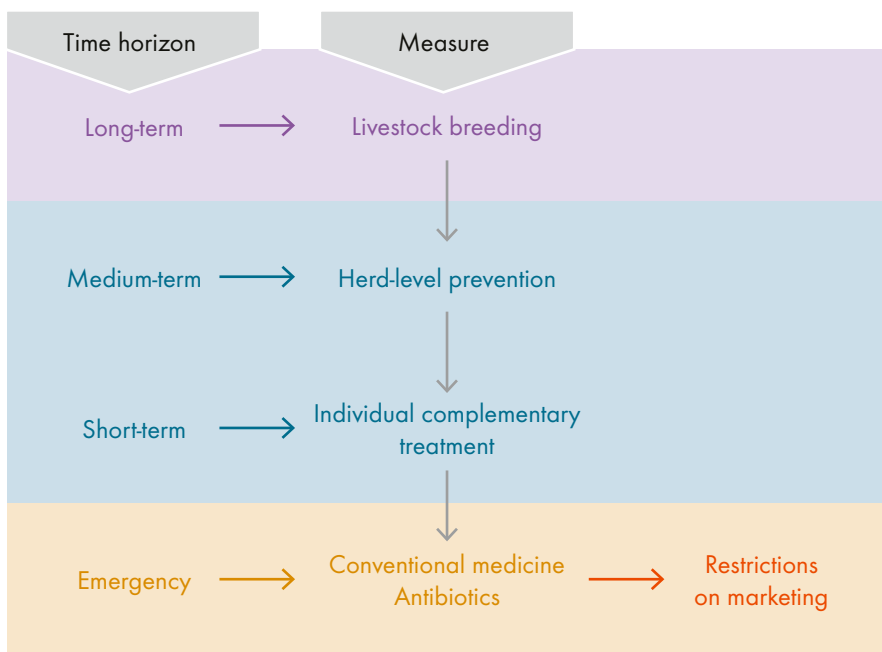 Time horizon
Measure
Long-term
Livestock breeding
Medium-term
Herd-level prevention
Short-term
Individual complementary
treatment
Emergency
Conventional medicine
Antibiotics
Restrictions
on marketing